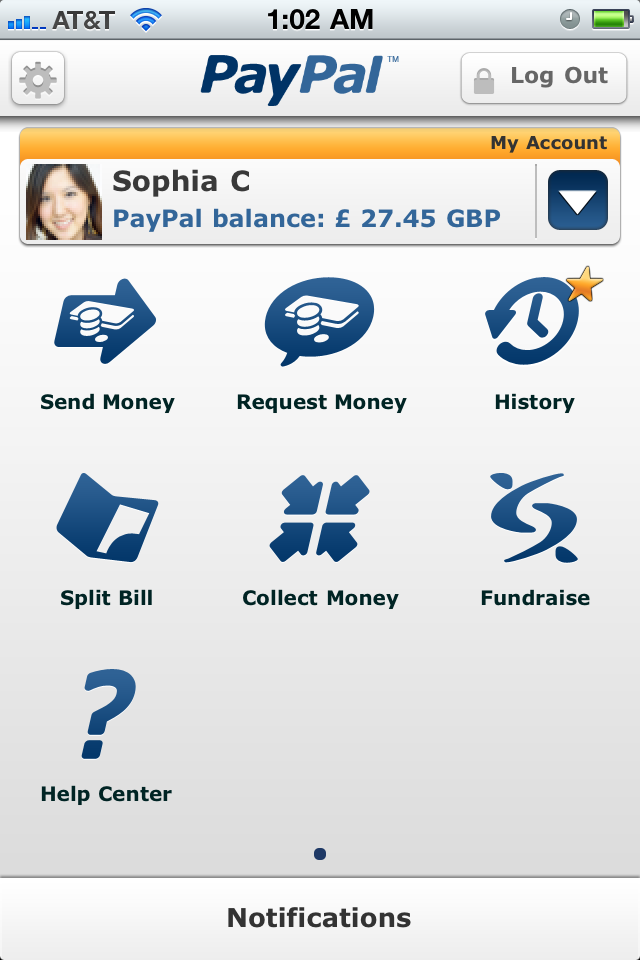 AT&T 1:02 AM
PayPal™
Log Out
My Account
Sophia C
PayPal balance: £ 27.45 GBP
Send Money Request Money History
Split Bill Collect Money Fundraise
Help Center
Notifications